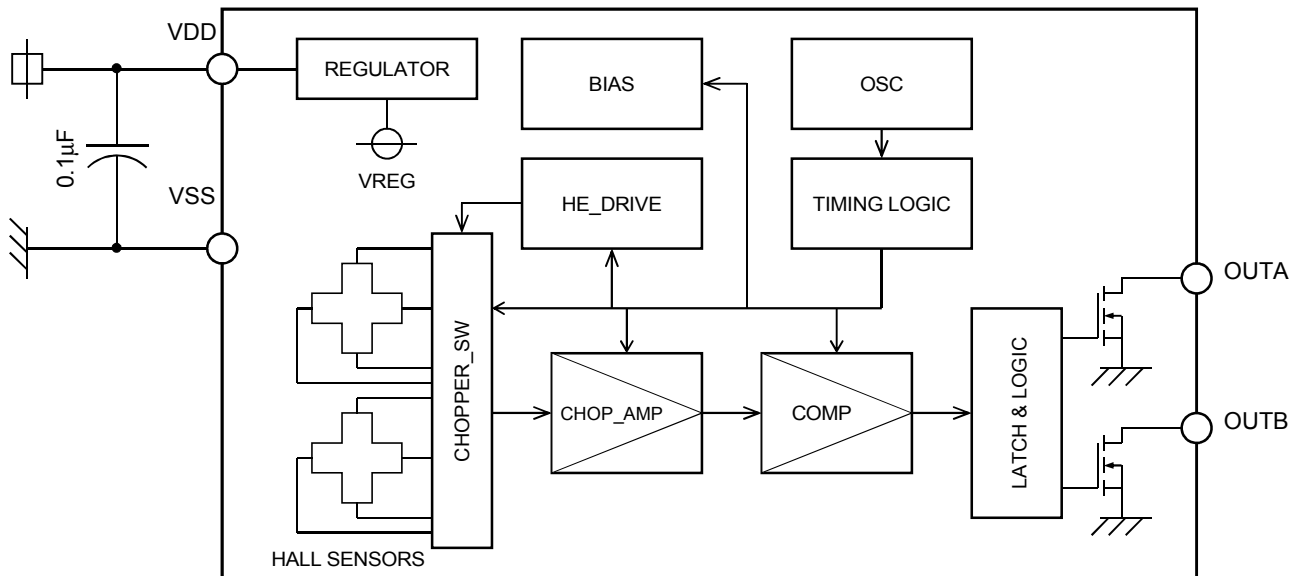 VDD
REGULATOR
BIAS
OSC
0.1µF
VREG
VSS
HE_DRIVE
TIMING LOGIC
OUTA
CHOPPER_SW
CHOP_AMP
COMP
LATCH & LOGIC
OUTB
HALL SENSORS